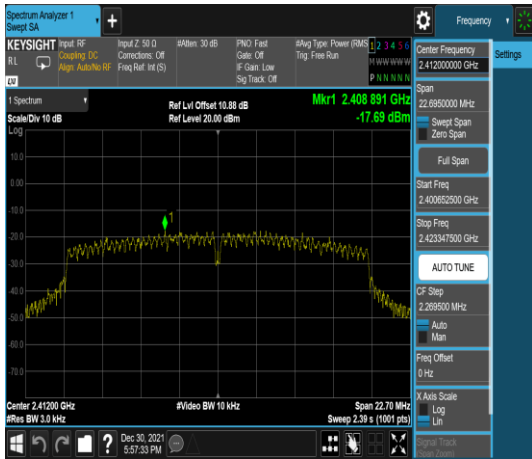 Spectrum Analyzer 1
Swept SA
Frequency
KEYSIGHT
RL
LXI
Input: RF
Coupling: DC
Align: Auto/No RF
Input Z: 50 Ω
Corrections: Off
Freq Ref: Int (S)
#Atten: 30 dB
PNO: Fast
Gate: Off
IF Gain: Low
Sig Track: Off
#Avg Type: Power (RMS
Trig: Free Run
1 2 3 4 5 6
M W W W W W
P N N N N N
Center Frequency
2.412000000 GHz
Settings
Span
22.6950000 MHz
Swept Span
Zero Span
Full Span
Start Freq
2.400652500 GHz
Stop Freq
2.423347500 GHz
AUTO TUNE
CF Step
2.269500 MHz
Auto
Man
Freq Offset
0 Hz
X Axis Scale
Log
Lin
Signal Track
(Span Zoom)
1 Spectrum
Scale/Div 10 dB
Log
Ref Lvl Offset 10.88 dB
Ref Level 20.00 dBm
Mkr1 2.408 891 GHz
-17.69 dBm
10.0
0.00
-10.0
-20.0
-30.0
-40.0
-50.0
-60.0
-70.0
1
Center 2.41200 GHz
#Res BW 3.0 kHz
#Video BW 10 kHz
Span 22.70 MHz
Sweep 2.39 s (1001 pts)
Dec 30, 2021
5:57:33 PM